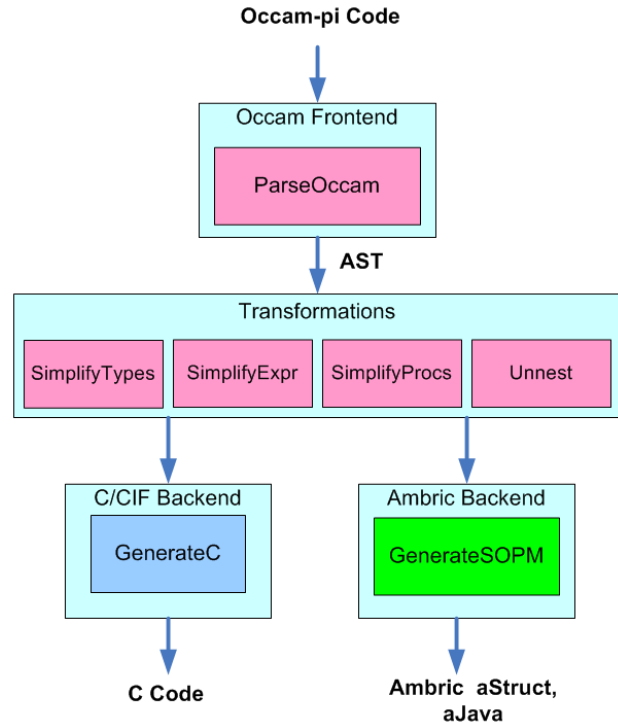 Occam-pi Code
Occam Frontend
ParseOccam
AST
Transformations
SimplifyTypes
SimplifyExpr
SimplifyProcs
Unnest
C/CIF Backend
GenerateC
Ambric Backend
GenerateSOPM
C Code
Ambric aStruct,
aJava